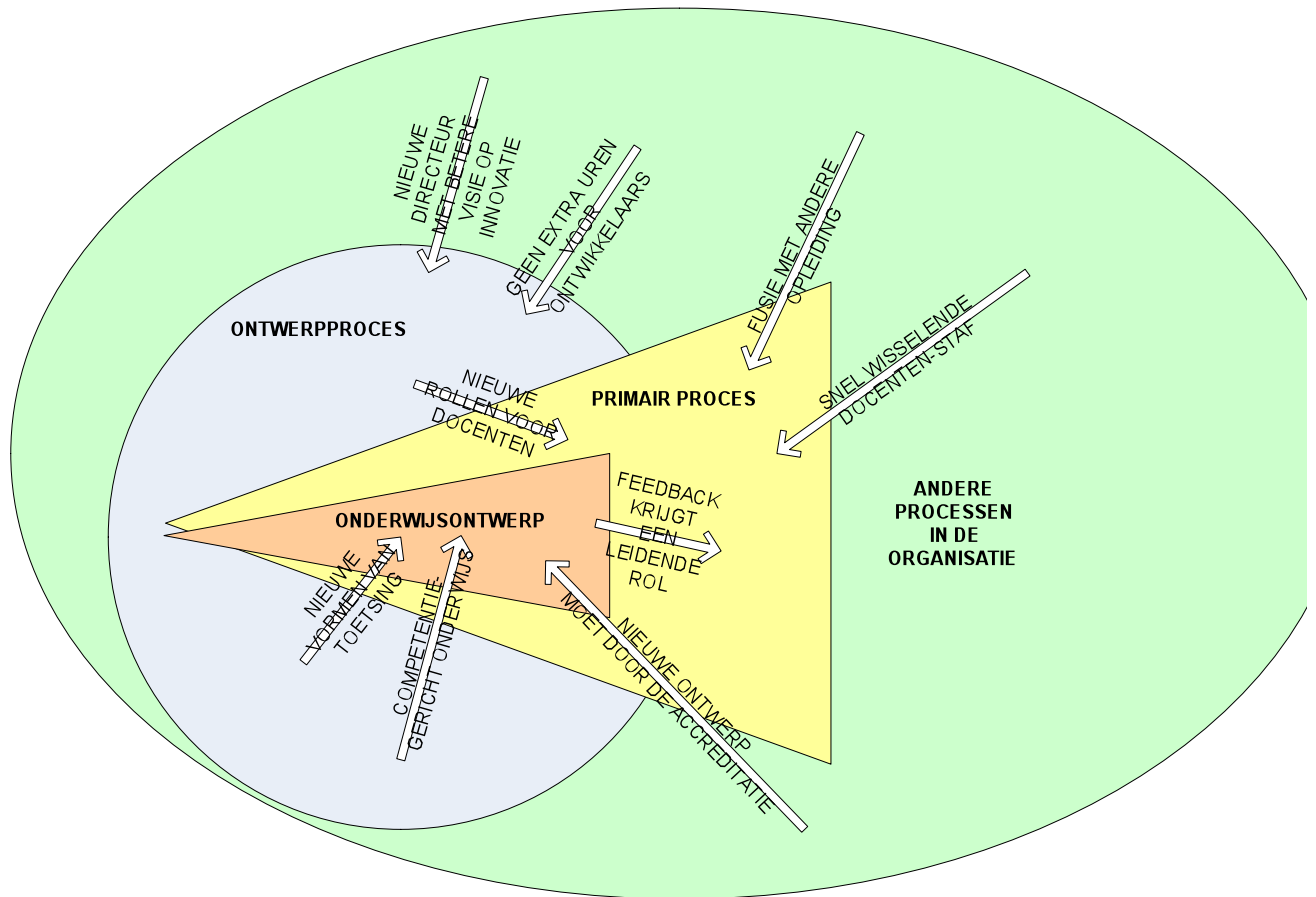 NIEUWE
DIRECTEUR
MET BETERE
VISIE OP
INNOVATIE
GEEN EXTRA UREN
VOOR
ONTWIKKELAARS
FUSIE MET ANDERE
OPLEIDING
SNEL WISSELENDE
DOCENTEN-STAF
ONTWERPPROCES
NIEUWE
ROLLEN VOOR
DOCENTEN
PRIMAIR PROCES
ONDERWIJSONTWERP
FEEDBACK
KRIJGT
EEN
LEIDENDE
ROL
ANDERE
PROCESSEN
IN DE
ORGANISATIE
NIEUWE
VORMEN VAN
TOETSING
COMPETENTIE-
GERICHT ONDERWIJS
NIEUWE ONTWERP
MOET DOOR DE ACCREDITATIE